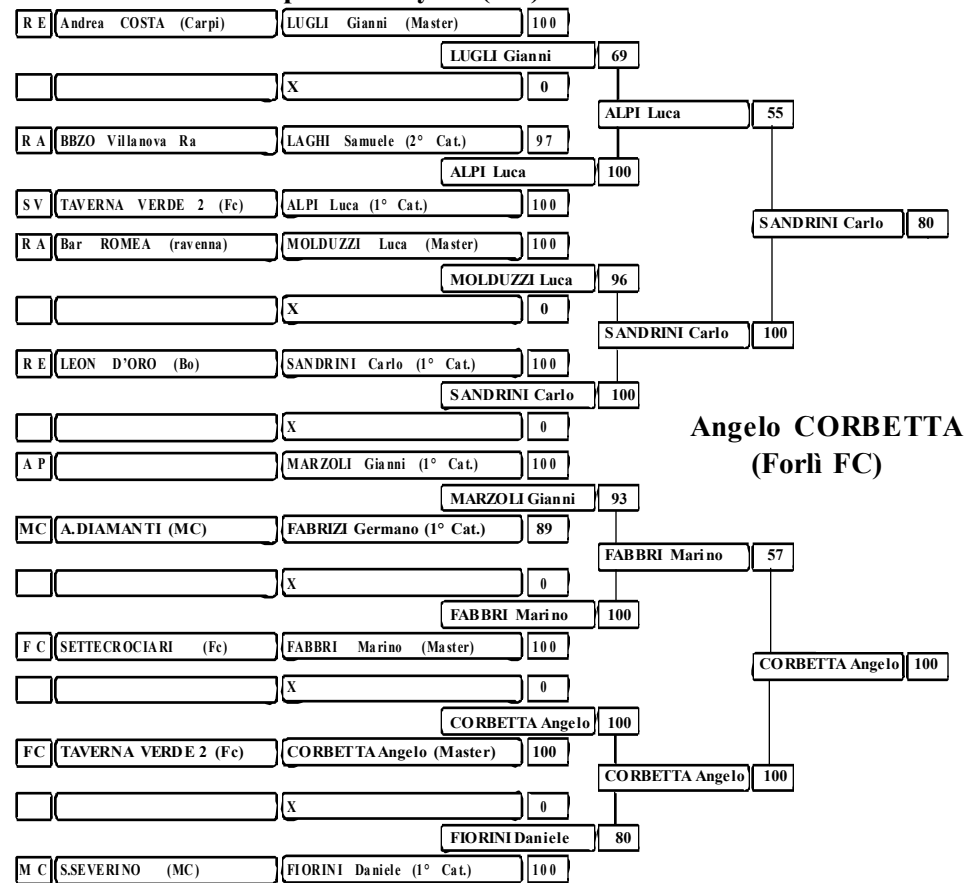 R E Andrea COSTA (Carpi) LUGLI Gianni (Master) 100
LUGLI Gianni 69
X 0
ALPI Luca 55
R A BBZO Villanova Ra LAGHI Samuele (2° Cat.) 97
ALPI Luca 100
S V TAVERNA VERDE 2 (Fc) ALPI Luca (1° Cat.) 100
SANDRINI Carlo 80
R A Bar ROMEA (ravenna) MOLDUZZI Luca (Master) 100
MOLDUZZI Luca 96
X 0
SANDRINI Carlo 100
R E LEON D'ORO (Bo) SANDRINI Carlo (1° Cat.) 100
SANDRINI Carlo 100
X 0
Angelo CORBETTA
(Forlì FC)
A P MARZOLI Gianni (1° Cat.) 100
MARZOLI Gianni 93
MC A.DIAMANTI (MC) FABRIZI Germano (1° Cat.) 89
FABBRI Marino 57
X 0
FABBRI Marino 100
F C SETTECROCIARI (Fc) FABBRI Marino (Master) 100
CORBETTA Angelo 100
X 0
CORBETTA Angelo 100
FC TAVERNA VERDE 2 (Fc) CORBETTA Angelo (Master) 100
CORBETTA Angelo 100
X 0
FIORINI Daniele 80
M C S.SEVERINO (MC) FIORINI Daniele (1° Cat.) 100